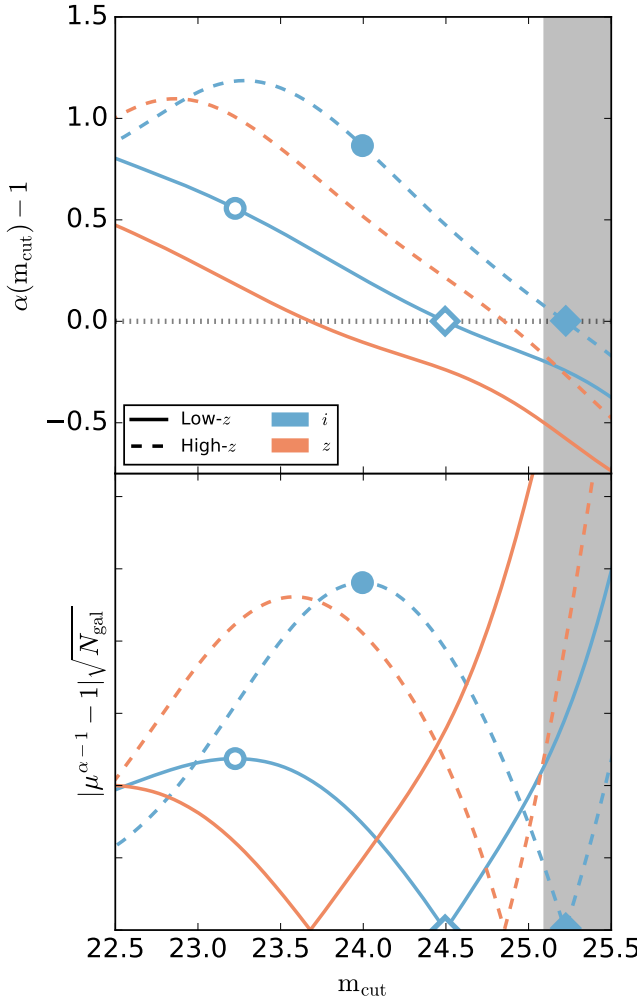 1.5
1.0
0.5
0.0
−0.5
α(m_cut) − 1
Low-z
i
High-z
z
|μ^{α−1} − 1|√N_gal
22.5 23.0 23.5 24.0 24.5 25.0 25.5
m_cut